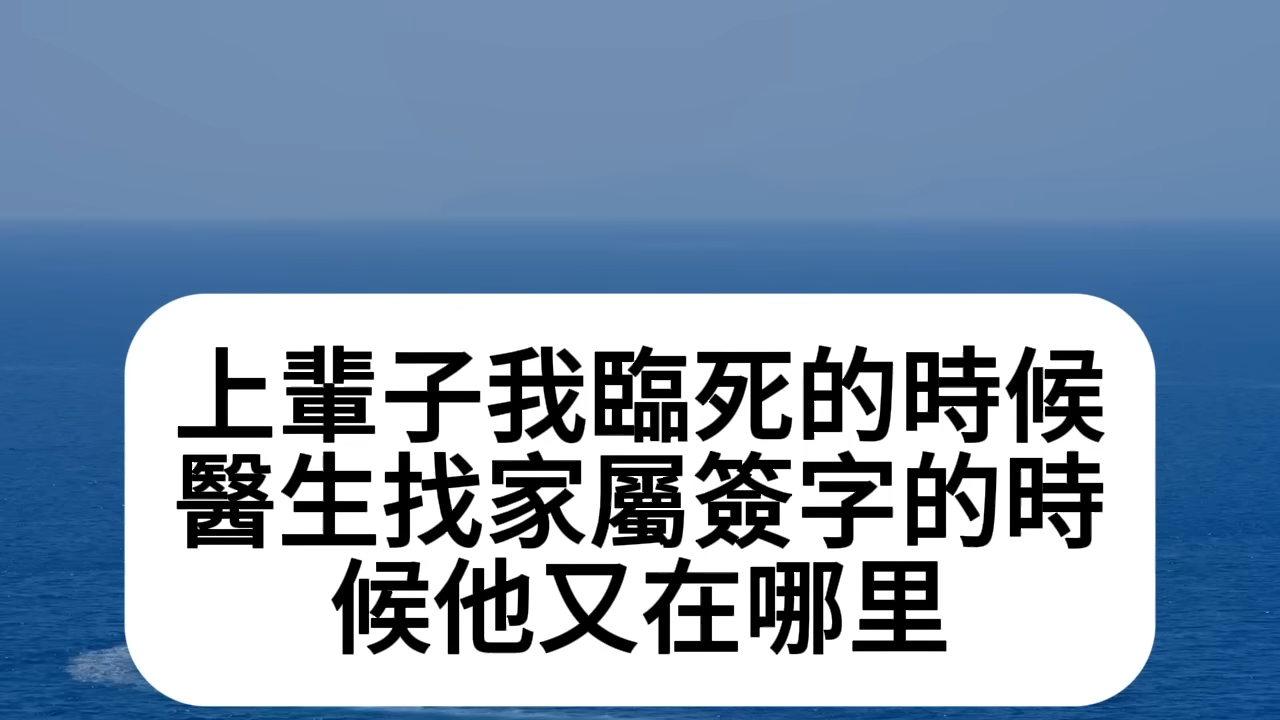 上輩子我臨死的時候
醫生找家屬簽字的時
候他又在哪里